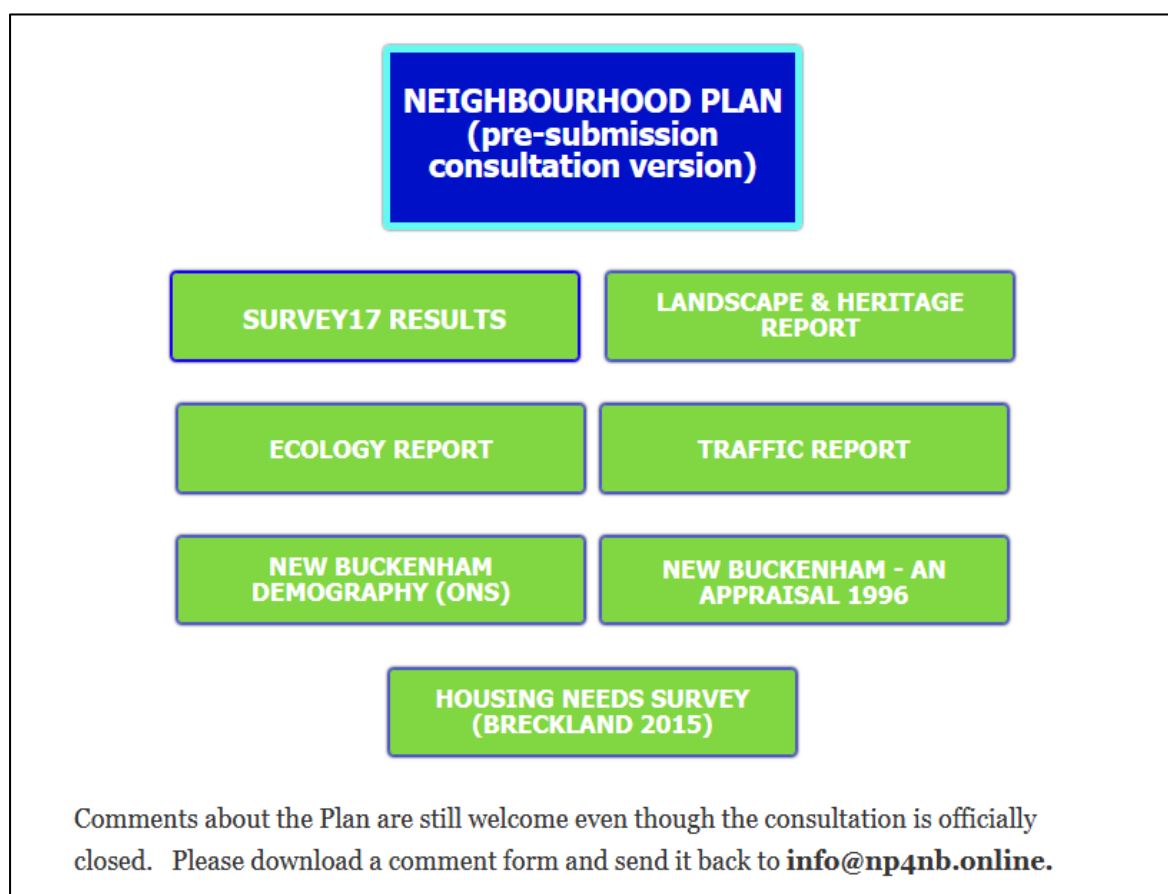 NEIGHBOURHOOD PLAN
(pre-submission
consultation version)
SURVEY17 RESULTS
LANDSCAPE & HERITAGE
REPORT
ECOLOGY REPORT
TRAFFIC REPORT
NEW BUCKENHAM
DEMOGRAPHY (ONS)
NEW BUCKENHAM - AN
APPRAISAL 1996
HOUSING NEEDS SURVEY
(BRECKLAND 2015)
Comments about the Plan are still welcome even though the consultation is officially
closed.   Please download a comment form and send it back to info@np4nb.online.